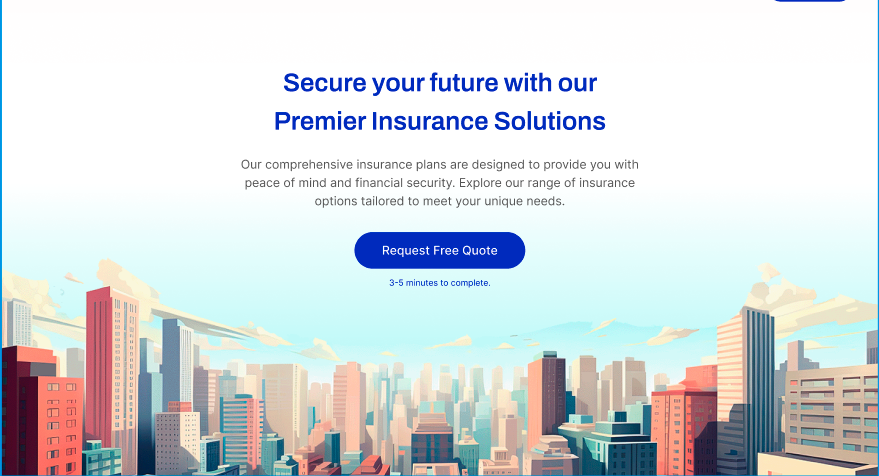 Secure your future with our
Premier Insurance Solutions
Our comprehensive insurance plans are designed to provide you with
peace of mind and financial security. Explore our range of insurance
options tailored to meet your unique needs.
Request Free Quote
3-5 minutes to complete.